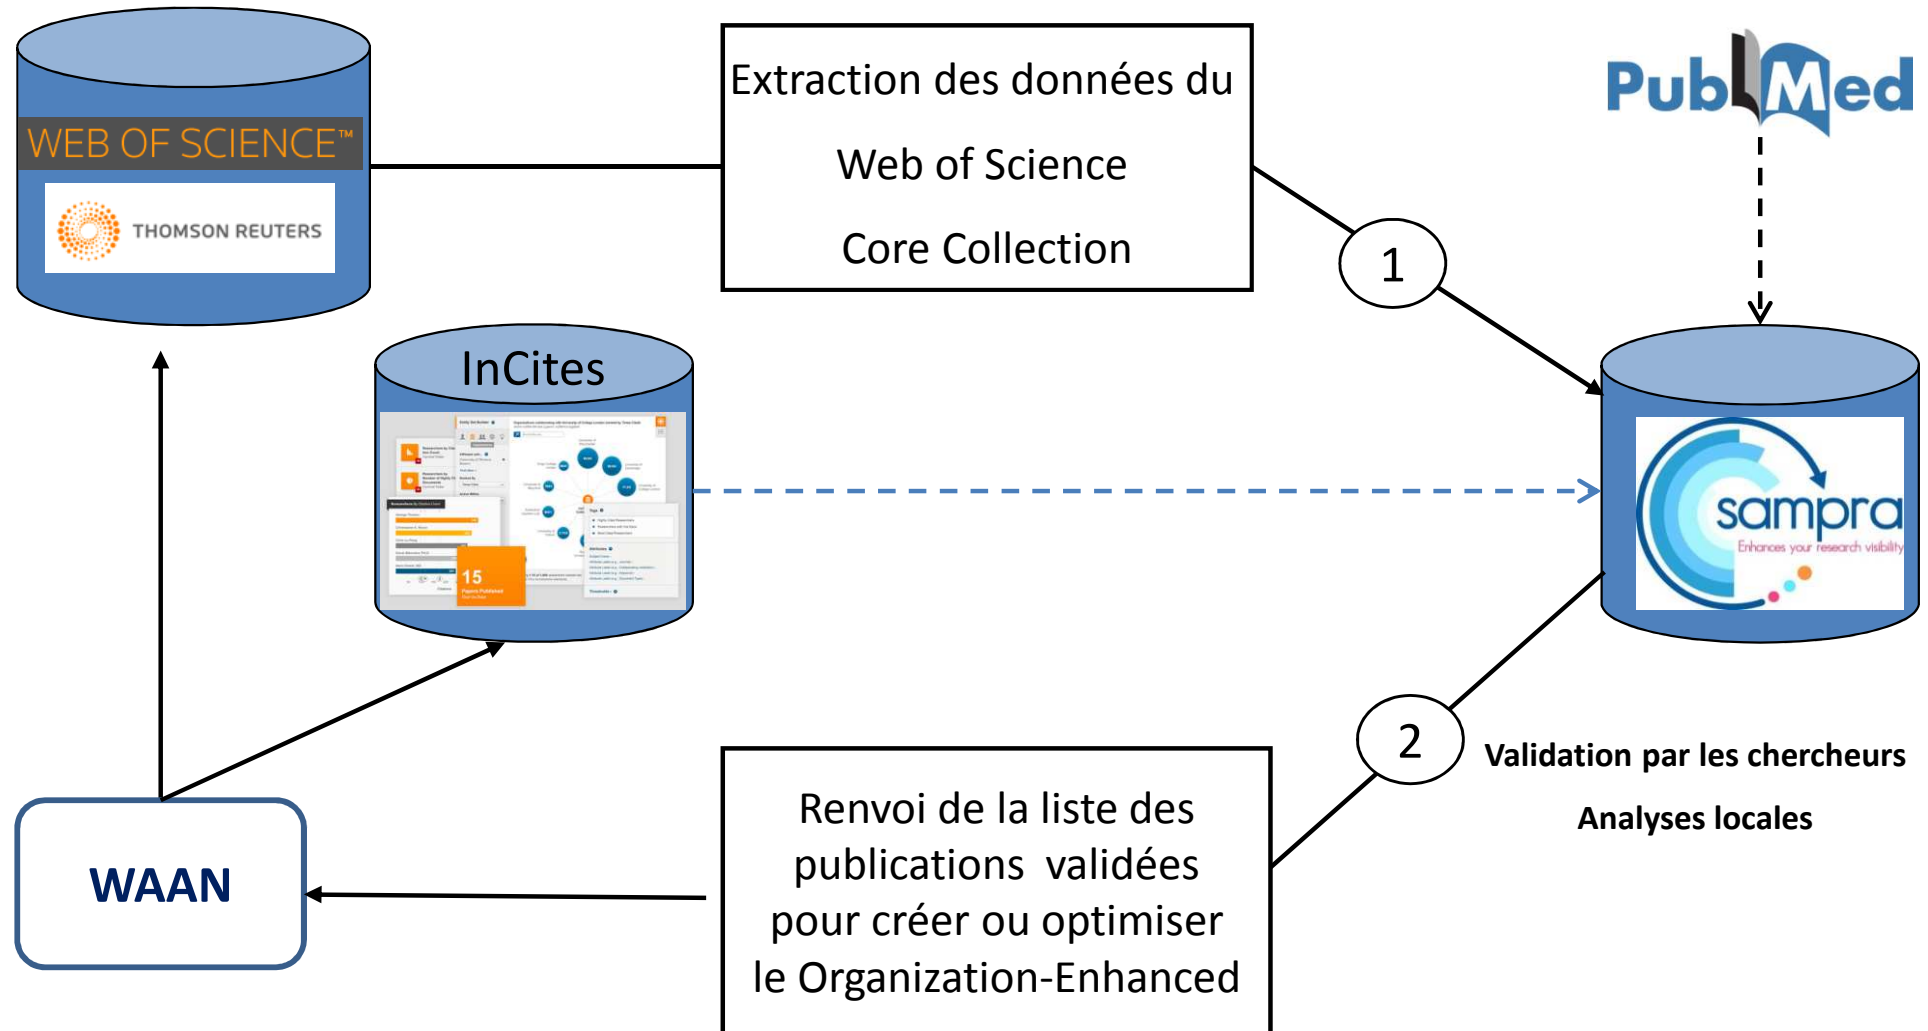 WEB OF SCIENCE™
THOMSON REUTERS
Extraction des données du
Web of Science
Core Collection
PubMed
1
InCites
15
Papers Published
sampra
Enhances your research visibility
2
Validation par les chercheurs
Analyses locales
Renvoi de la liste des
publications validées
pour créer ou optimiser
le Organization-Enhanced
WAAN